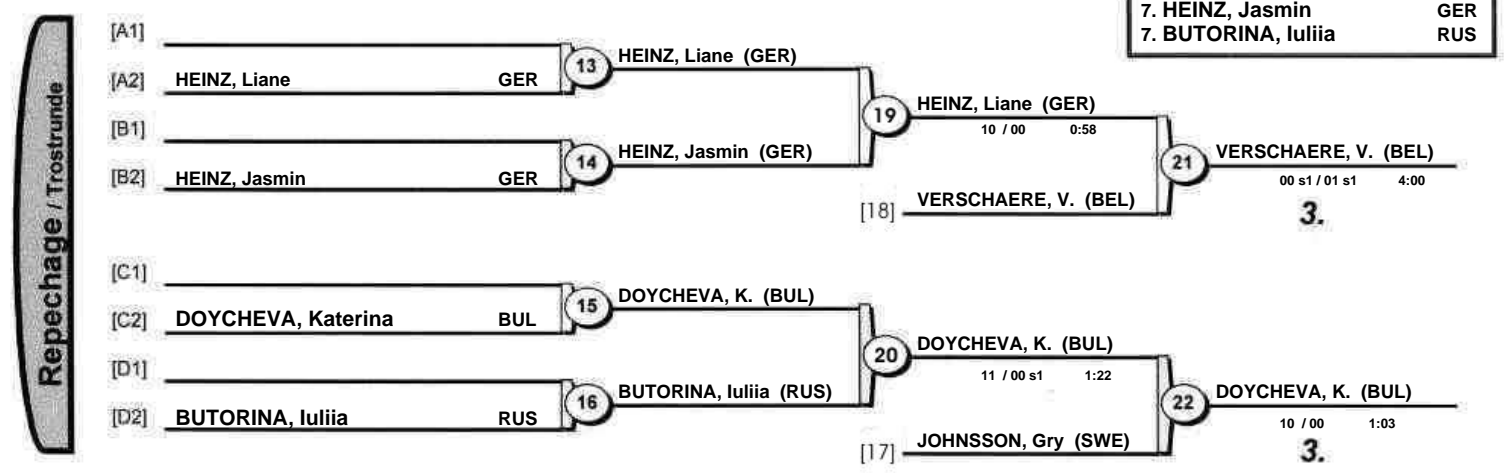 7. HEINZ, Jasmin GER
7. BUTORINA, Iuliia RUS
Repechage / Trostrunde
[A1]
[A2] HEINZ, Liane GER
13 HEINZ, Liane (GER)
[B1]
[B2] HEINZ, Jasmin GER
14 HEINZ, Jasmin (GER)
19 HEINZ, Liane (GER)
10 / 00 0:58
[18] VERSCHAERE, V. (BEL)
21 VERSCHAERE, V. (BEL)
00 s1 / 01 s1 4:00
3.
[C1]
[C2] DOYCHEVA, Katerina BUL
15 DOYCHEVA, K. (BUL)
[D1]
[D2] BUTORINA, Iuliia RUS
16 BUTORINA, Iuliia (RUS)
20 DOYCHEVA, K. (BUL)
11 / 00 s1 1:22
[17] JOHNSSON, Gry (SWE)
22 DOYCHEVA, K. (BUL)
10 / 00 1:03
3.